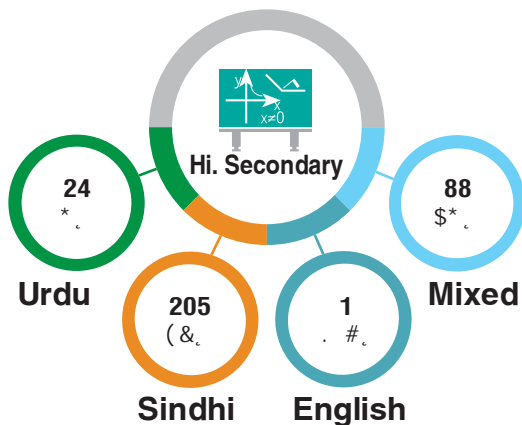 y
x
x≠0
Hi. Secondary
24
* ˛
Urdu
88
$* ˛
Mixed
205
( & ˛
Sindhi
1
. # ˛
English